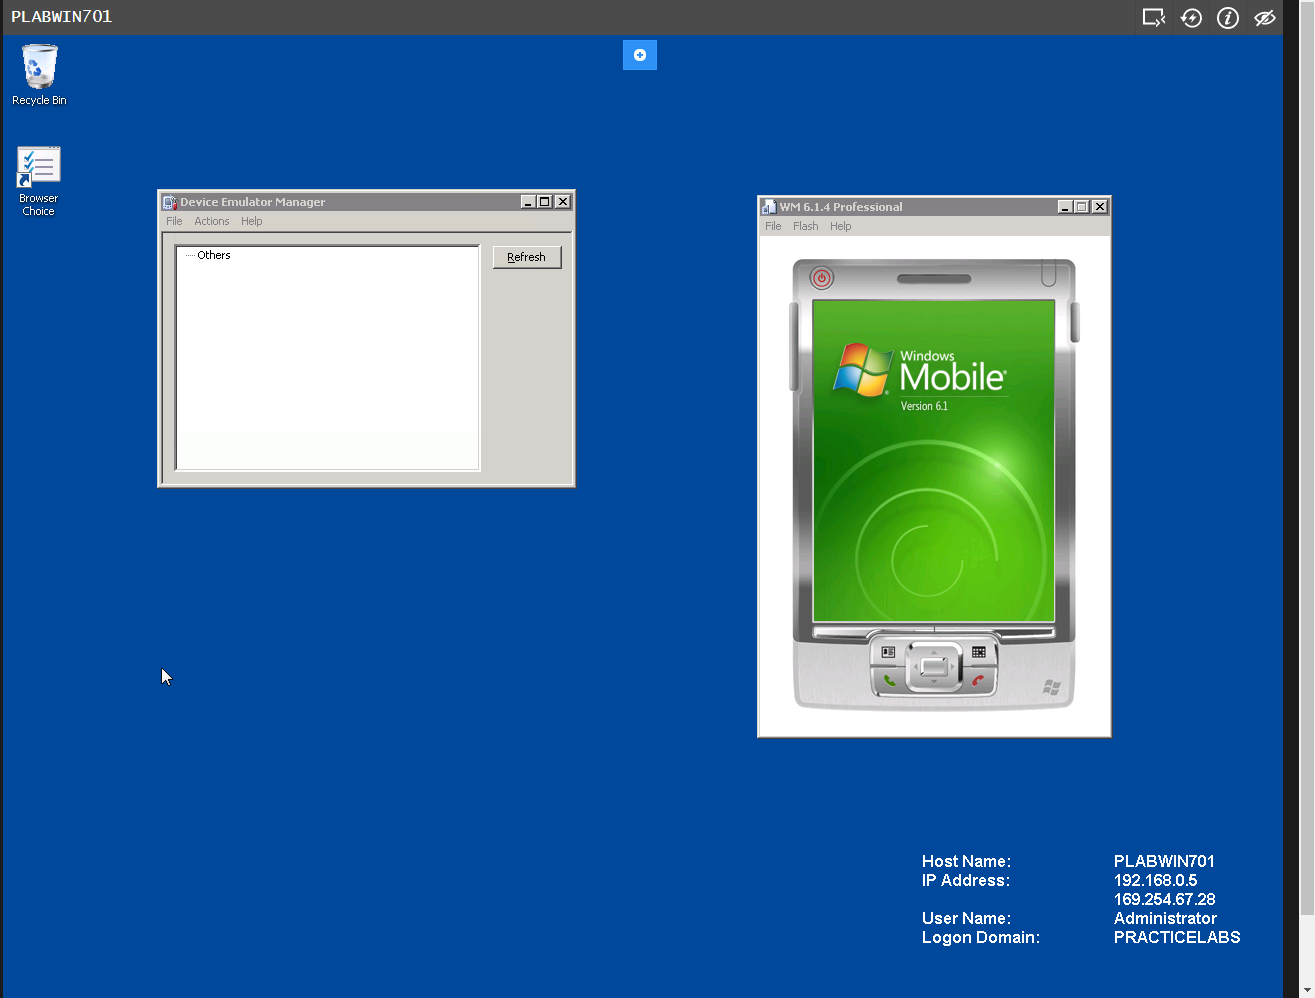 PLABWIN701
Recycle Bin
Browser
Choice
Device Emulator Manager
File Actions Help
Others
Refresh
WM 6.1.4 Professional
File Flash Help
Windows
Mobile
Version 6.1
Host Name: PLABWIN701
IP Address: 192.168.0.5
169.254.67.28
User Name: Administrator
Logon Domain: PRACTICELABS